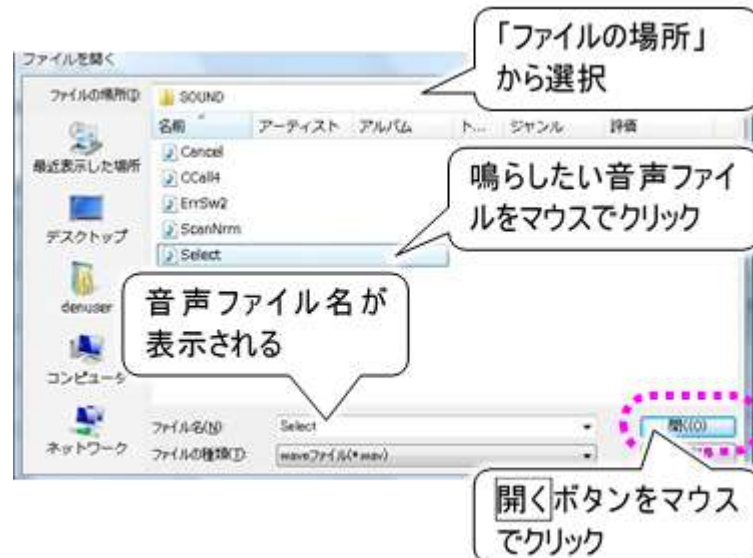 「ファイルの場所」
から選択
ファイルを開く
ファイルの場所(I):
SOUND
名前 アーティスト アルバム ト... ジャンル 評価
最近表示した場所
デスクトップ
denuser
コンピュータ
ネットワーク
Cancel
CCall4
ErrSw2
ScanNrm
Select
鳴らしたい音声ファイ
ルをマウスでクリック
音声ファイル名が
表示される
ファイル名(N): Select 開く(O)
ファイルの種類(T): waveファイル(*.wav)
開くボタンをマウス
でクリック